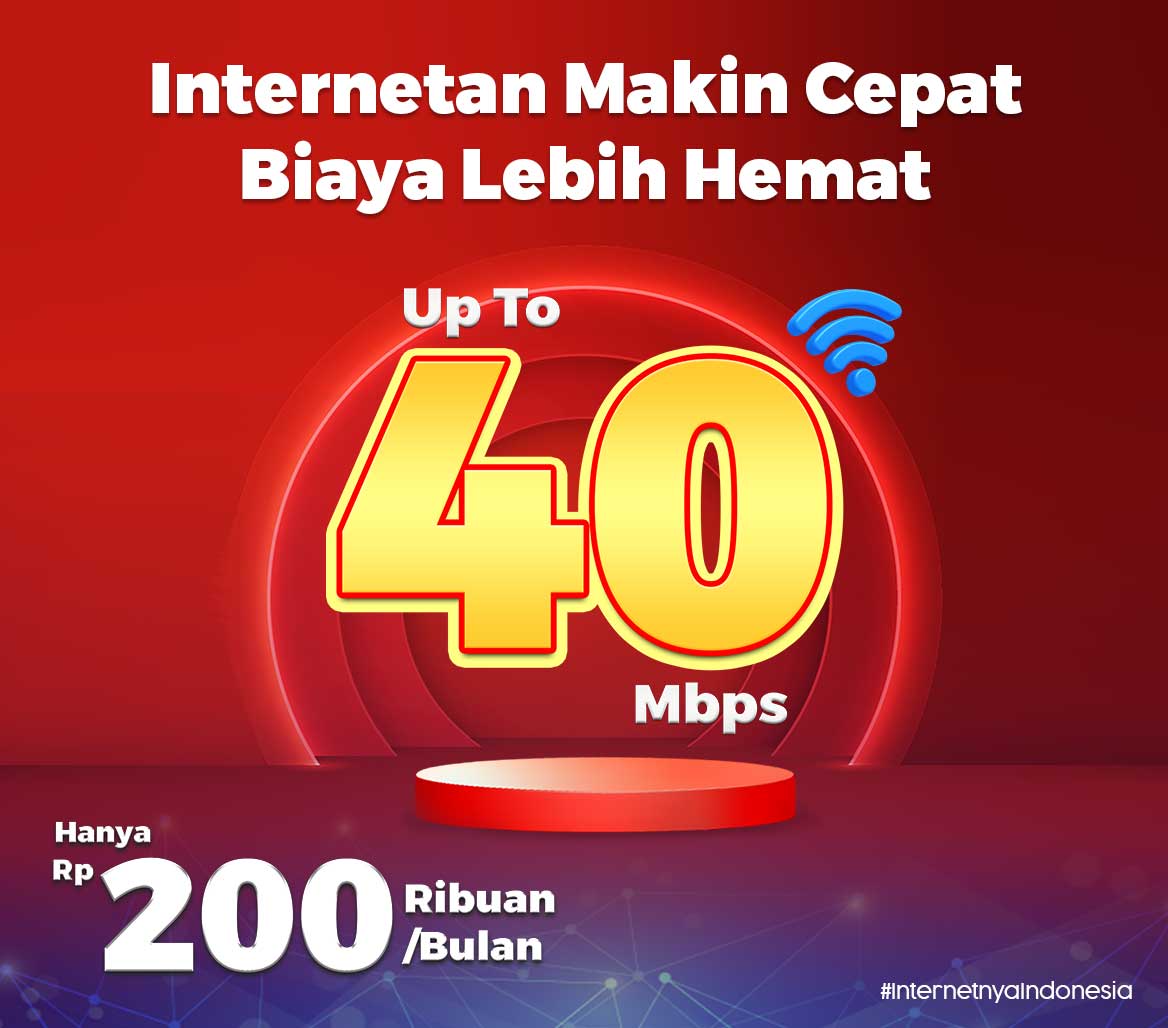 Internetan Makin Cepat
Biaya Lebih Hemat
Up To
40
Mbps
Hanya
Rp 200 Ribuan
/Bulan
#InternetnyaIndonesia